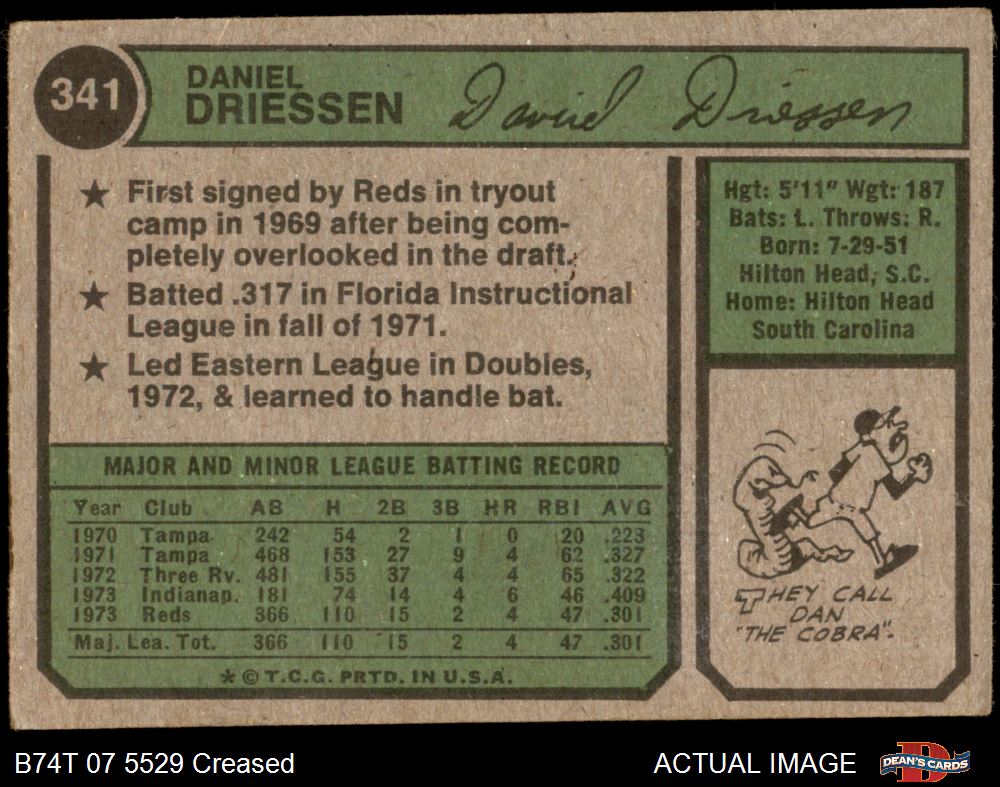 341
DANIEL
DRIESSEN
David Driessen
★ First signed by Reds in tryout
camp in 1969 after being com-
pletely overlooked in the draft.
★ Batted .317 in Florida Instructional
League in fall of 1971.
★ Led Eastern League in Doubles,
1972, & learned to handle bat.
Hgt: 5'11" Wgt: 187
Bats: L. Throws: R.
Born: 7-29-51
Hilton Head, S.C.
Home: Hilton Head
South Carolina
MAJOR AND MINOR LEAGUE BATTING RECORD
Year Club AB H 2B 3B HR RBI AVG
1970 Tampa 242 54 2 1 0 20 .223
1971 Tampa 468 153 27 9 4 62 .327
1972 Three Rv. 481 155 37 4 4 65 .322
1973 Indianap. 181 74 14 4 6 46 .409
1973 Reds 366 110 15 2 4 47 .301
Maj. Lea. Tot. 366 110 15 2 4 47 .301
* © T.C.G. PRTD. IN U.S.A.
THEY CALL
DAN
"THE COBRA".
B74T 07 5529 Creased
ACTUAL IMAGE
DEAN'S CARDS